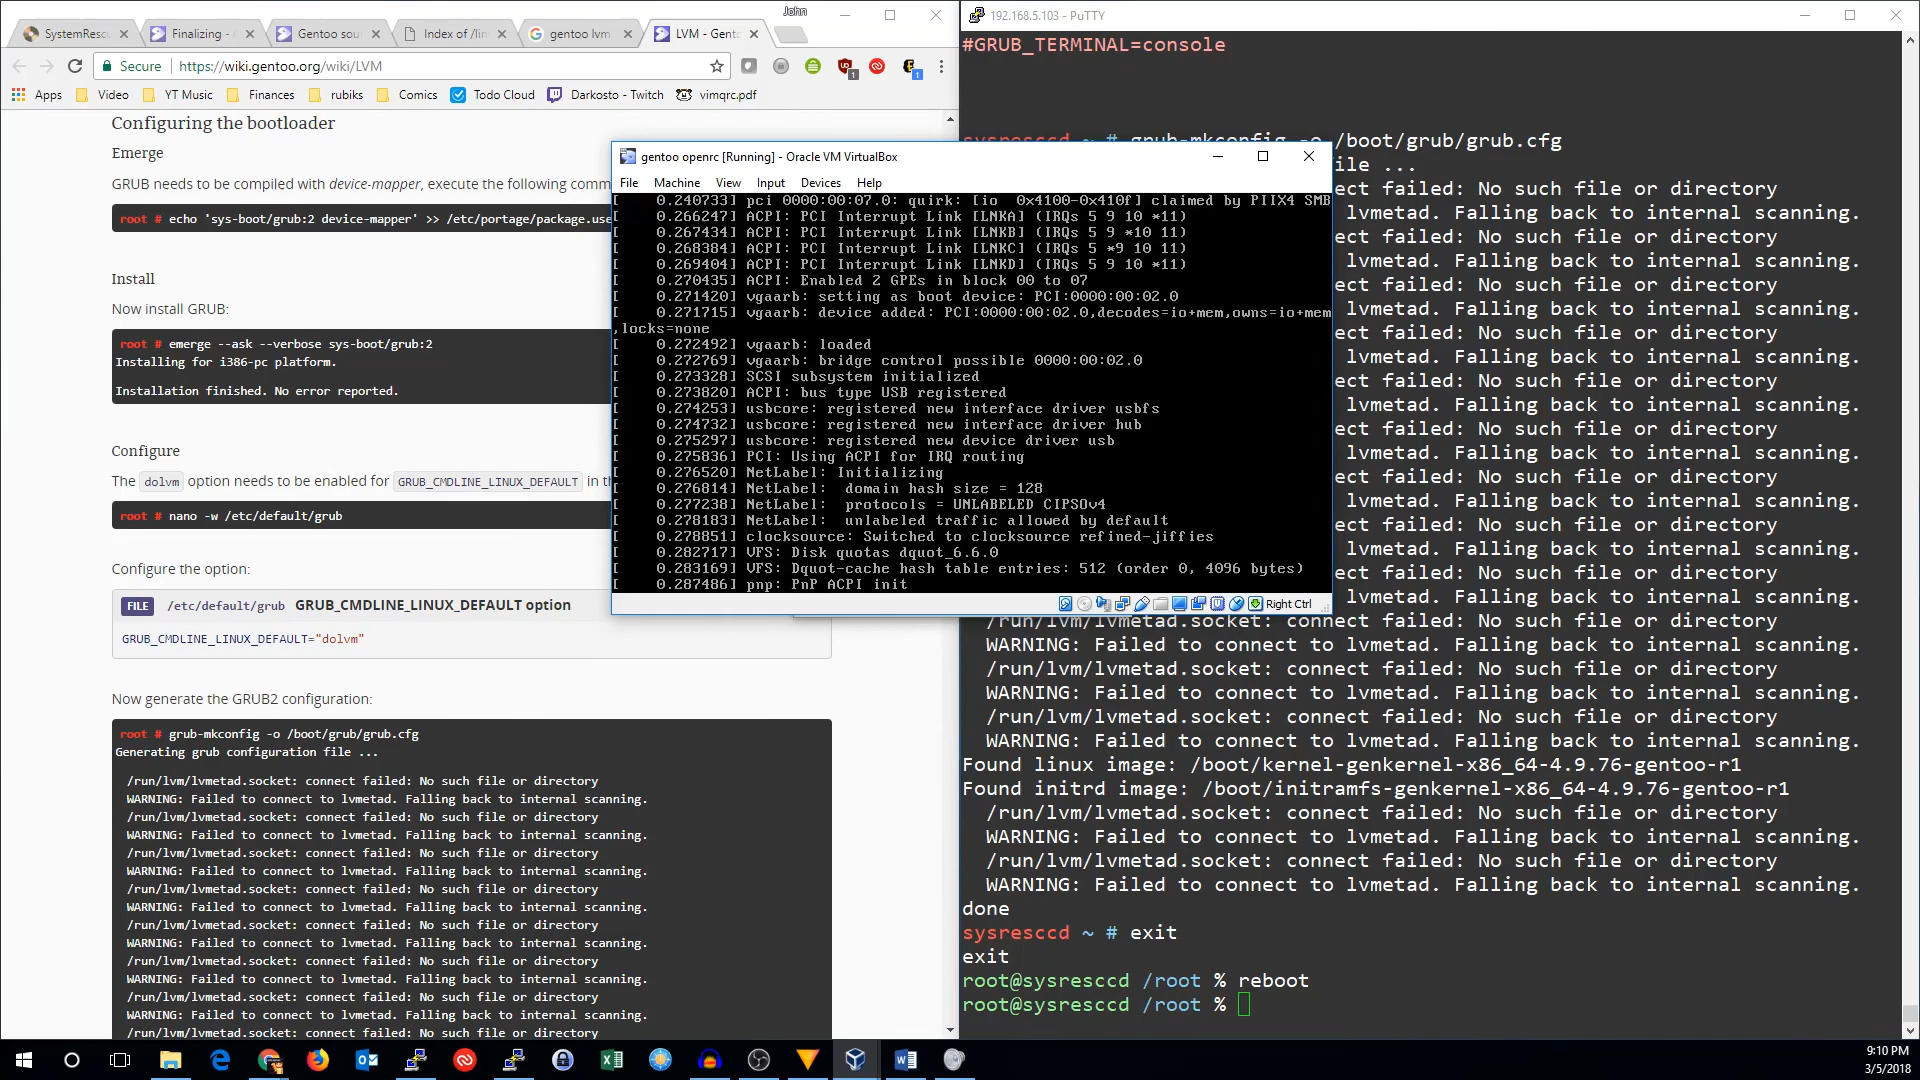 John
SystemResc
Finalizing -
Gentoo sou
Index of /lin
gentoo lvm
LVM - Gento
Secure
https://wiki.gentoo.org/wiki/LVM
1
1
Apps
Video
YT Music
Finances
rubiks
Comics
Todo Cloud
Darkosto - Twitch
vimqrc.pdf
Configuring the bootloader
Emerge
GRUB needs to be compiled with device-mapper, execute the following comm
root # echo 'sys-boot/grub:2 device-mapper' >> /etc/portage/package.use
Install
Now install GRUB:
root # emerge --ask --verbose sys-boot/grub:2
Installing for i386-pc platform.
Installation finished. No error reported.
Configure
The dolvm option needs to be enabled for GRUB_CMDLINE_LINUX_DEFAULT in th
root # nano -w /etc/default/grub
Configure the option:
FILE /etc/default/grub GRUB_CMDLINE_LINUX_DEFAULT option
GRUB_CMDLINE_LINUX_DEFAULT="dolvm"
Now generate the GRUB2 configuration:
root # grub-mkconfig -o /boot/grub/grub.cfg
Generating grub configuration file ...
/run/lvm/lvmetad.socket: connect failed: No such file or directory
WARNING: Failed to connect to lvmetad. Falling back to internal scanning.
/run/lvm/lvmetad.socket: connect failed: No such file or directory
WARNING: Failed to connect to lvmetad. Falling back to internal scanning.
/run/lvm/lvmetad.socket: connect failed: No such file or directory
WARNING: Failed to connect to lvmetad. Falling back to internal scanning.
/run/lvm/lvmetad.socket: connect failed: No such file or directory
WARNING: Failed to connect to lvmetad. Falling back to internal scanning.
/run/lvm/lvmetad.socket: connect failed: No such file or directory
WARNING: Failed to connect to lvmetad. Falling back to internal scanning.
/run/lvm/lvmetad.socket: connect failed: No such file or directory
WARNING: Failed to connect to lvmetad. Falling back to internal scanning.
/run/lvm/lvmetad.socket: connect failed: No such file or directory
WARNING: Failed to connect to lvmetad. Falling back to internal scanning.
/run/lvm/lvmetad.socket: connect failed: No such file or directory
gentoo openrc [Running] - Oracle VM VirtualBox
File Machine View Input Devices Help
[ 0.240733] pci 0000:00:07.0: quirk: [io 0x4100-0x410f] claimed by PIIX4 SMB
[ 0.266247] ACPI: PCI Interrupt Link [LNKA] (IRQs 5 9 10 *11)
[ 0.267434] ACPI: PCI Interrupt Link [LNKB] (IRQs 5 9 *10 11)
[ 0.268384] ACPI: PCI Interrupt Link [LNKC] (IRQs 5 *9 10 11)
[ 0.269404] ACPI: PCI Interrupt Link [LNKD] (IRQs 5 9 10 *11)
[ 0.270435] ACPI: Enabled 2 GPEs in block 00 to 07
[ 0.271420] vgaarb: setting as boot device: PCI:0000:00:02.0
[ 0.271715] vgaarb: device added: PCI:0000:00:02.0,decodes=io+mem,owns=io+mem
,locks=none
[ 0.272492] vgaarb: loaded
[ 0.272769] vgaarb: bridge control possible 0000:00:02.0
[ 0.273328] SCSI subsystem initialized
[ 0.273820] ACPI: bus type USB registered
[ 0.274253] usbcore: registered new interface driver usbfs
[ 0.274732] usbcore: registered new interface driver hub
[ 0.275297] usbcore: registered new device driver usb
[ 0.275836] PCI: Using ACPI for IRQ routing
[ 0.276520] NetLabel: Initializing
[ 0.276814] NetLabel: domain hash size = 128
[ 0.277238] NetLabel: protocols = UNLABELED CIPSOv4
[ 0.278183] NetLabel: unlabeled traffic allowed by default
[ 0.278851] clocksource: Switched to clocksource refined-jiffies
[ 0.282717] VFS: Disk quotas dquot_6.6.0
[ 0.283169] VFS: Dquot-cache hash table entries: 512 (order 0, 4096 bytes)
[ 0.287486] pnp: PnP ACPI init
Right Ctrl
192.168.5.103 - PuTTY
#GRUB_TERMINAL=console
sysresccd ~ # grub-mkconfig -o /boot/grub/grub.cfg
ile ...
ect failed: No such file or directory
lvmetad. Falling back to internal scanning.
ect failed: No such file or directory
lvmetad. Falling back to internal scanning.
ect failed: No such file or directory
lvmetad. Falling back to internal scanning.
ect failed: No such file or directory
lvmetad. Falling back to internal scanning.
ect failed: No such file or directory
lvmetad. Falling back to internal scanning.
ect failed: No such file or directory
lvmetad. Falling back to internal scanning.
ect failed: No such file or directory
lvmetad. Falling back to internal scanning.
ect failed: No such file or directory
lvmetad. Falling back to internal scanning.
ect failed: No such file or directory
lvmetad. Falling back to internal scanning.
/run/lvm/lvmetad.socket: connect failed: No such file or directory
WARNING: Failed to connect to lvmetad. Falling back to internal scanning.
/run/lvm/lvmetad.socket: connect failed: No such file or directory
WARNING: Failed to connect to lvmetad. Falling back to internal scanning.
/run/lvm/lvmetad.socket: connect failed: No such file or directory
WARNING: Failed to connect to lvmetad. Falling back to internal scanning.
Found linux image: /boot/kernel-genkernel-x86_64-4.9.76-gentoo-r1
Found initrd image: /boot/initramfs-genkernel-x86_64-4.9.76-gentoo-r1
/run/lvm/lvmetad.socket: connect failed: No such file or directory
WARNING: Failed to connect to lvmetad. Falling back to internal scanning.
/run/lvm/lvmetad.socket: connect failed: No such file or directory
WARNING: Failed to connect to lvmetad. Falling back to internal scanning.
done
sysresccd ~ # exit
exit
root@sysresccd /root % reboot
root@sysresccd /root %
9:10 PM
3/5/2018